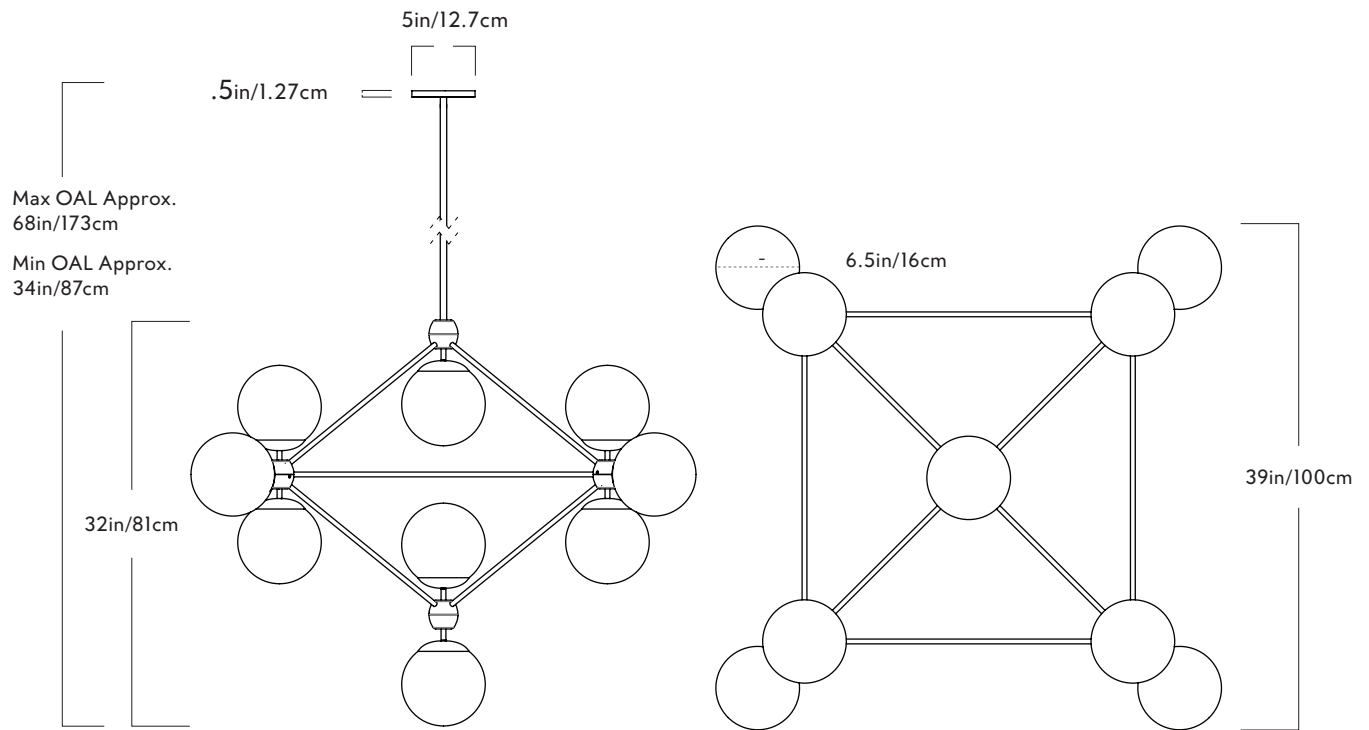 5in/12.7cm
.5in/1.27cm
Max OAL Approx.
68in/173cm
Min OAL Approx.
34in/87cm
32in/81cm
6.5in/16cm
39in/100cm